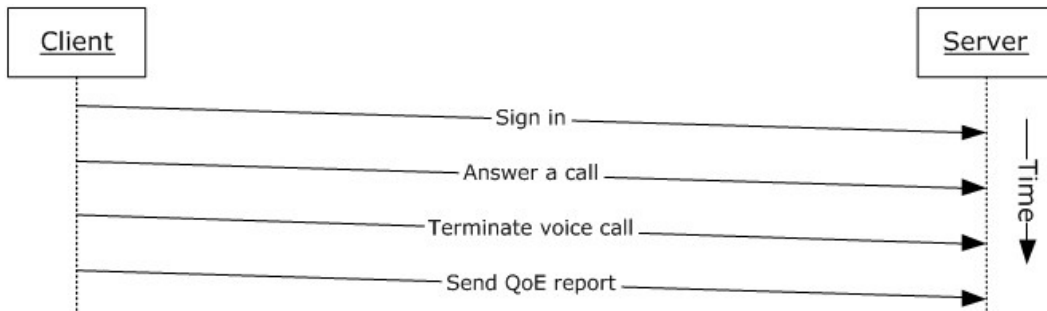 Client
Server
Sign in
Answer a call
Terminate voice call
Send QoE report
Time